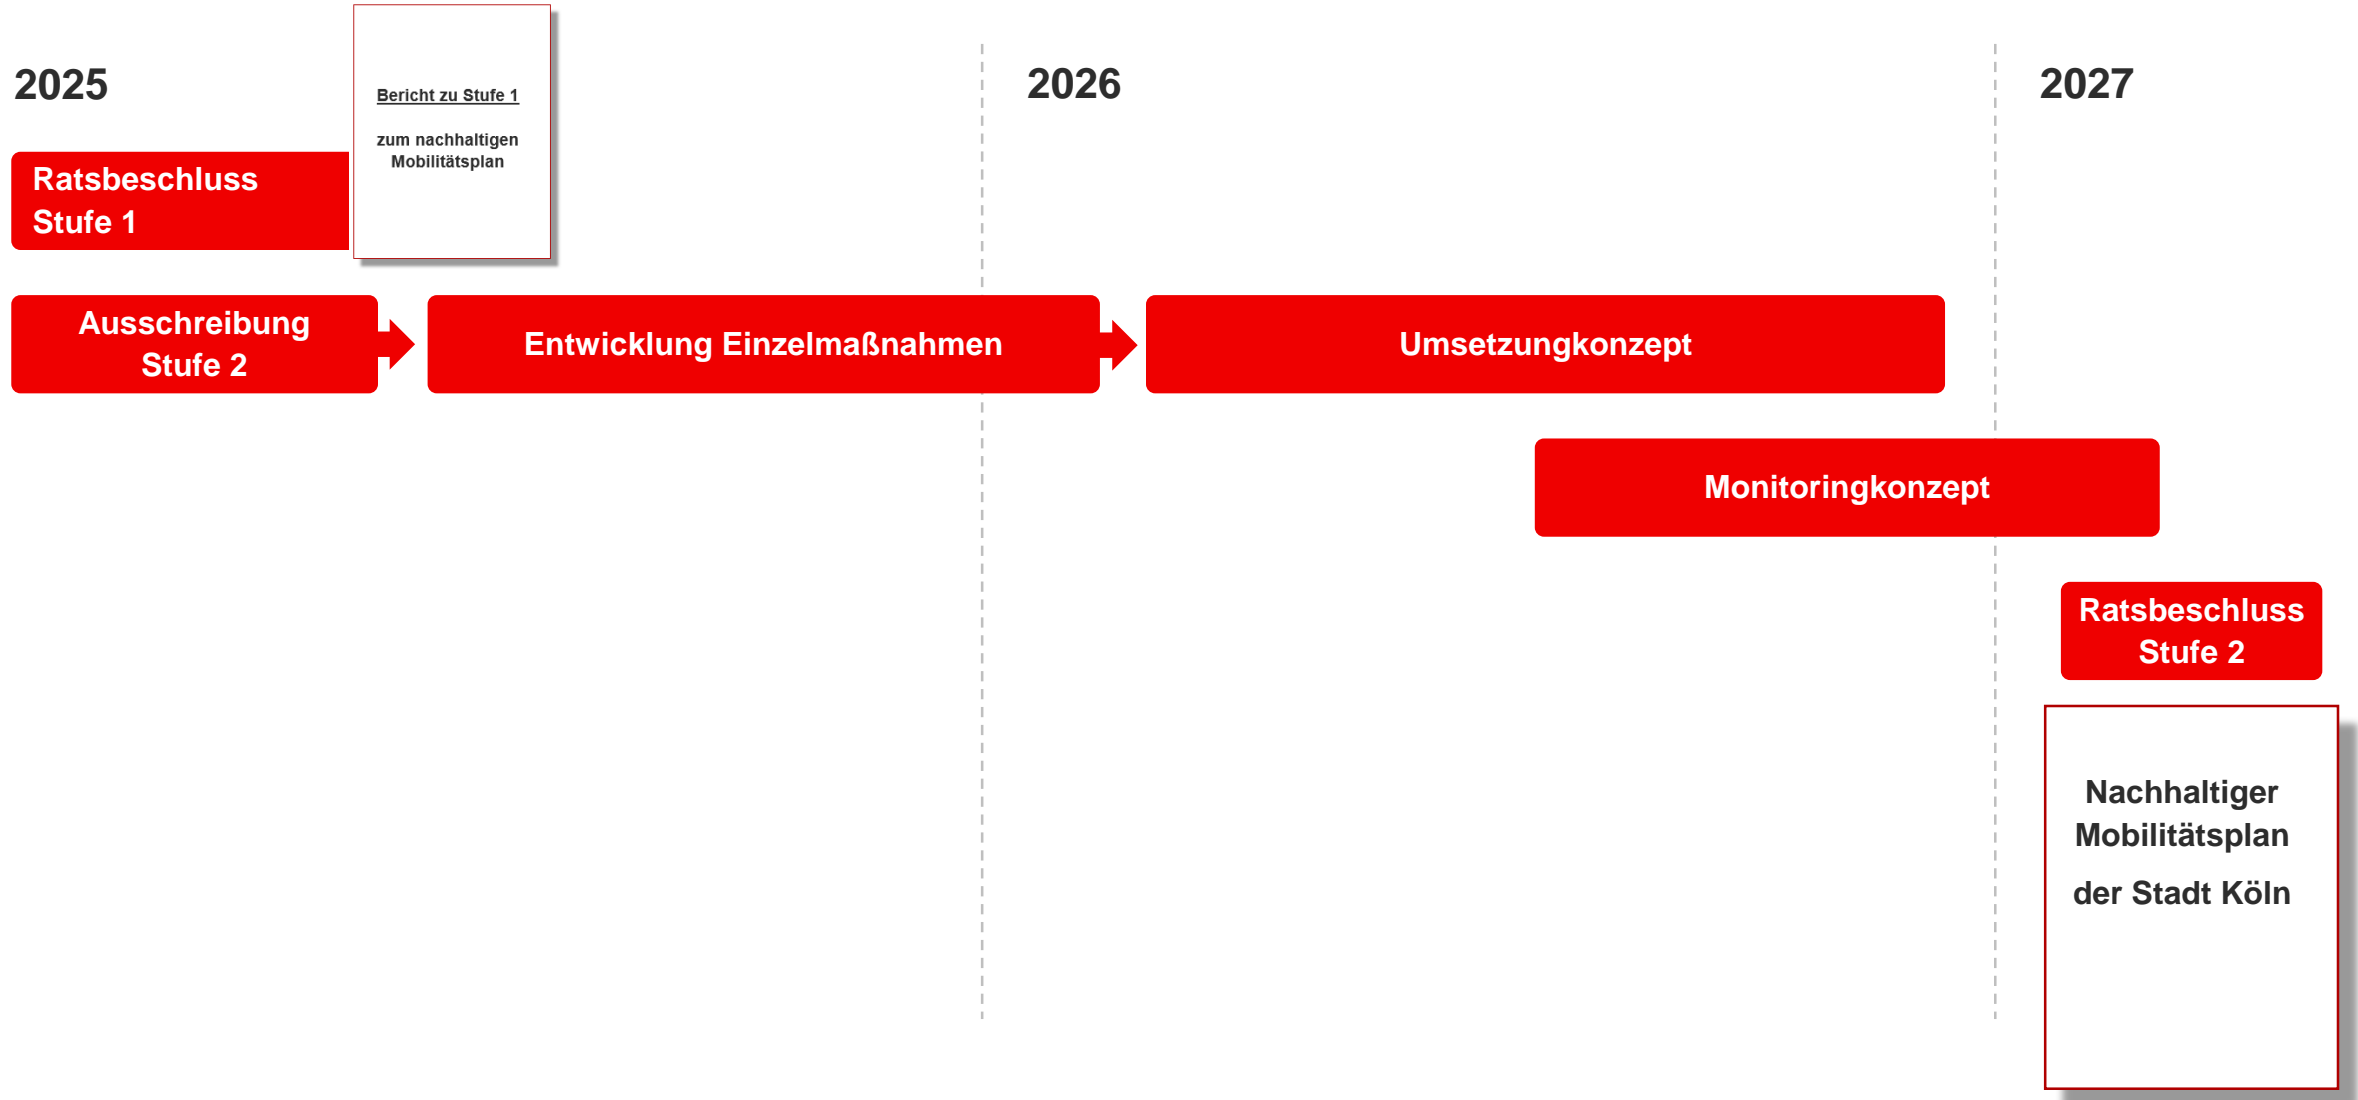 2025
2026
2027
Bericht zu Stufe 1
zum nachhaltigen
Mobilitätsplan
Ratsbeschluss
Stufe 1
Ausschreibung
Stufe 2
Entwicklung Einzelmaßnahmen
Umsetzungkonzept
Monitoringkonzept
Ratsbeschluss
Stufe 2
Nachhaltiger
Mobilitätsplan
der Stadt Köln